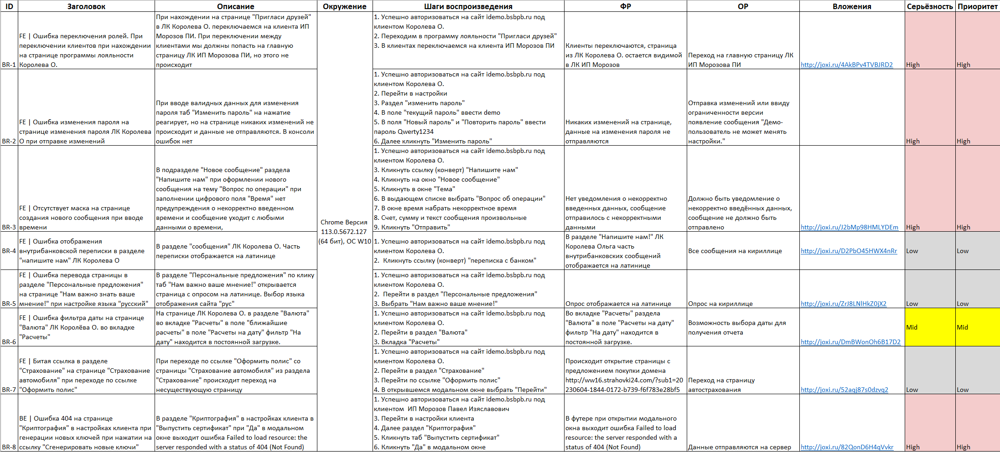 ID Заголовок Описание Окружение Шаги воспроизведения ФР ОР Вложения Серьёзность Приоритет
BR-1
FE | Ошибка переключения ролей. При
переключении клиентов при нахождении
на странице программы лояльности
Королева О.
При нахождении на странице "Пригласи друзей"
в ЛК Королева О. переключаемся на клиента ИП
Морозов ПИ. При переключении между
клиентами мы должны попасть на главную
страницу ЛК ИП Морозова ПИ, но этого не
происходит
Chrome Версия
113.0.5672.127
(64 бит), ОС W10
1. Успешно авторизоваться на сайт idemo.bsbpb.ru под
клиентом Королева О.
2. Переходим в программу лояльности "Пригласи друзей"
3. В клиентах переключаемся на клиента ИП Морозов ПИ
Клиенты переключаются, страница
из ЛК Королева О. остается видимой
в ЛК ИП Морозов
Переход на главную страницу ЛК
ИП Морозова ПИ
http://joxi.ru/4AkBPv4TVBJRD2
High
High
BR-2
FE | Ошибка изменения пароля на
странице изменения пароля ЛК Королева
О при отправке изменений
При вводе валидных данных для изменения
пароля таб "Изменить пароль" на нажатие
реагирует, но на странице никаких изменений не
происходит и данные не отправляются. В консоли
ошибок нет
1. Успешно авторизоваться на сайт idemo.bsbpb.ru под
клиентом Королева О.
2. Перейти в настройки
3. Раздел "изменить пароль"
4. В поле "текущий пароль" ввести demo
5. В поля "Новый пароль" и "Повторить пароль" ввести
пароль Qwerty1234
6. Далее кликнуть "Изменить пароль"
Никаких изменений на странице,
данные на изменения пароля не
отправляются
Отправка изменений или ввиду
ограниченности версии
появление сообщения "Демо-
пользователь не может менять
настройки."
High
High
BR-3
FE | Отсутствует маска на странице
создания нового сообщения при вводе
времени
В подразделе "Новое сообщение" раздела
"Напишите нам" при оформлении нового
сообщения на тему "Вопрос по операции" при
заполнении цифрового поля "Время" нет
предупреждения о некорректно введенном
времени и сообщение уходит с любыми
данными о времени,
1. Успешно авторизоваться на сайт idemo.bsbpb.ru под
клиентом Королева О.
3. Кликнуть ссылку (конверт) "Напишите нам"
4. Кликнуть на окно "Новое сообщение"
5. Кликнуть в окне "Тема"
6. В выдающем списке выбрать "Вопрос об операции"
7. В окне время набрать некорректное время
8. Счет, сумму и текст сообщения произвольные
9. Кликнуть "Отправить"
Нет уведомления о некорректно
введенных данных, сообщение
отправилось с некорректными
данными
Должно быть уведомление о
некорректно введённых данных,
сообщение не должно быть
отправлено
http://joxi.ru/J2bMp98HMLYDEm
High
High
BR-4
FE | Ошибка отображения
внутрибанковской переписки в разделе
"напишите нам" ЛК Королева О
В разделе "сообщения" ЛК Королева О. Часть
переписки отображается на латинице
1. Успешно авторизоваться на сайт idemo.bsbpb.ru под
клиентом Королева О.
2. Кликнуть ссылку (конверт) "переписка с банком"
В разделе "Напишите нам!" ЛК
Королева Ольга часть
внутрибанковских сообщений
отображается на латинице
Все сообщения на кириллице
http://joxi.ru/D2PbO45HWX4nRr
Low
Low
BR-5
FE | Ошибка перевода страницы в
разделе "Персональные предложения"
на странице "Нам важно знать ваше
мнение!" при настройке языка "русский"
В разделе "Персональные предложения" по клику
таб "Нам важно ваше мнение!" открывается
страница с опросом на латинице. Выбор языка
отображения сайта "рус"
1. Успешно авторизоваться на сайт idemo.bsbpb.ru под
клиентом Королева О.
2. Перейти в раздел "Персональные предложения"
3. Выбрать "Нам важно ваше мнение!"
Опрос отображается на латинице
Опрос на кириллице
http://joxi.ru/ZrJ8LNlHkZ0jX2
Low
Low
BR-6
FE | Ошибка фильтра даты на странице
"Валюта" ЛК Королёва О. во вкладке
"Расчеты"
На странице ЛК Королева О. в разделе "Валюта"
во вкладке "Расчеты" в поле "ближайшие
расчеты" в поле "Расчеты на дату" фильтр "На
дату" находится в постоянной загрузке.
1. Успешно авторизоваться на сайт idemo.bsbpb.ru под
клиентом Королева О.
2. Перейти в раздел "Валюта"
3. Вкладка "Расчеты"
Во вкладке "Расчеты" раздела
"Валюта" в поле "Расчеты на дату"
фильтр "На дату" находится в
постоянной загрузке.
Возможность выбора даты для
получения отчета
http://joxi.ru/DmBWonOh6B17D2
Mid
Mid
BR-7
FE | Битая ссылка в разделе
"Страхование" на странице "Страхование
автомобиля" при переходе по ссылке
"Оформить полис"
При переходе по ссылке "Оформить полис" со
страницы "Страхование автомобиля" из раздела
"Страхование" происходит переход на
несуществующую страницу
1. Успешно авторизоваться на сайт idemo.bsbpb.ru под
клиентом Королева О.
2. Перейти в раздел "Страхование"
3. Перейти по ссылке "Оформить полис"
4. В открывшемся модальном окне выбрать "Перейти"
Происходит открытие страницы с
предложением покупки домена
http://ww16.strahovki24.com/?sub1=20
230604-1844-0172-b739-f6f783e28bf5
Переход на страницу
автострахования
http://joxi.ru/52aqj87s0dzvq2
Low
Low
BR-8
BE | Ошибка 404 на странице
"Криптография" в настройках клиента при
генерации новых ключей при нажатии на
ссылку "Сгенерировать новые ключи"
В разделе "Криптография" в настройках клиента в
"Выпустить сертификат" при "Да" в модальном
окне выходит ошибка Failed to load resource: the
server responded with a status of 404 (Not Found)
1. Успешно авторизоваться на сайт idemo.bsbpb.ru под
клиентом ИП Морозов Павел Изяславович
3. Перейти в настройки клиента
4. Далее раздел "Криптография"
5. Кликнуть таб "Выпустить сертификат"
6. Кликнуть "Да" в модальном окне
В футере при открытии модального
окна выходит ошибка Failed to load
resource: the server responded with a
status of 404 (Not Found)
Данные отправляются на сервер
http://joxi.ru/82QonD6H4qVvkr
High
High